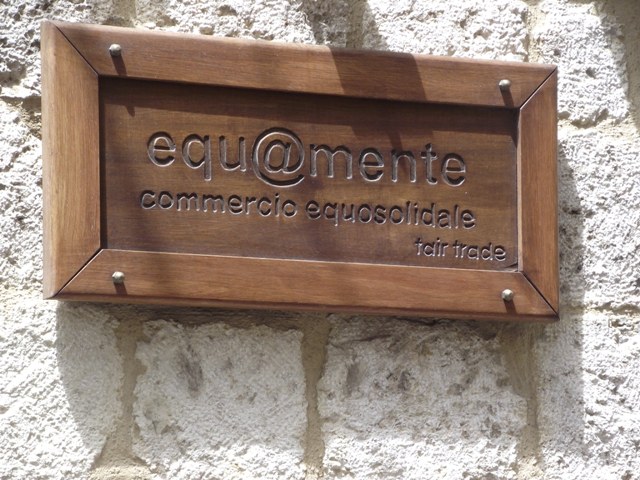 equ@mente
commercio equosolidale
fair trade